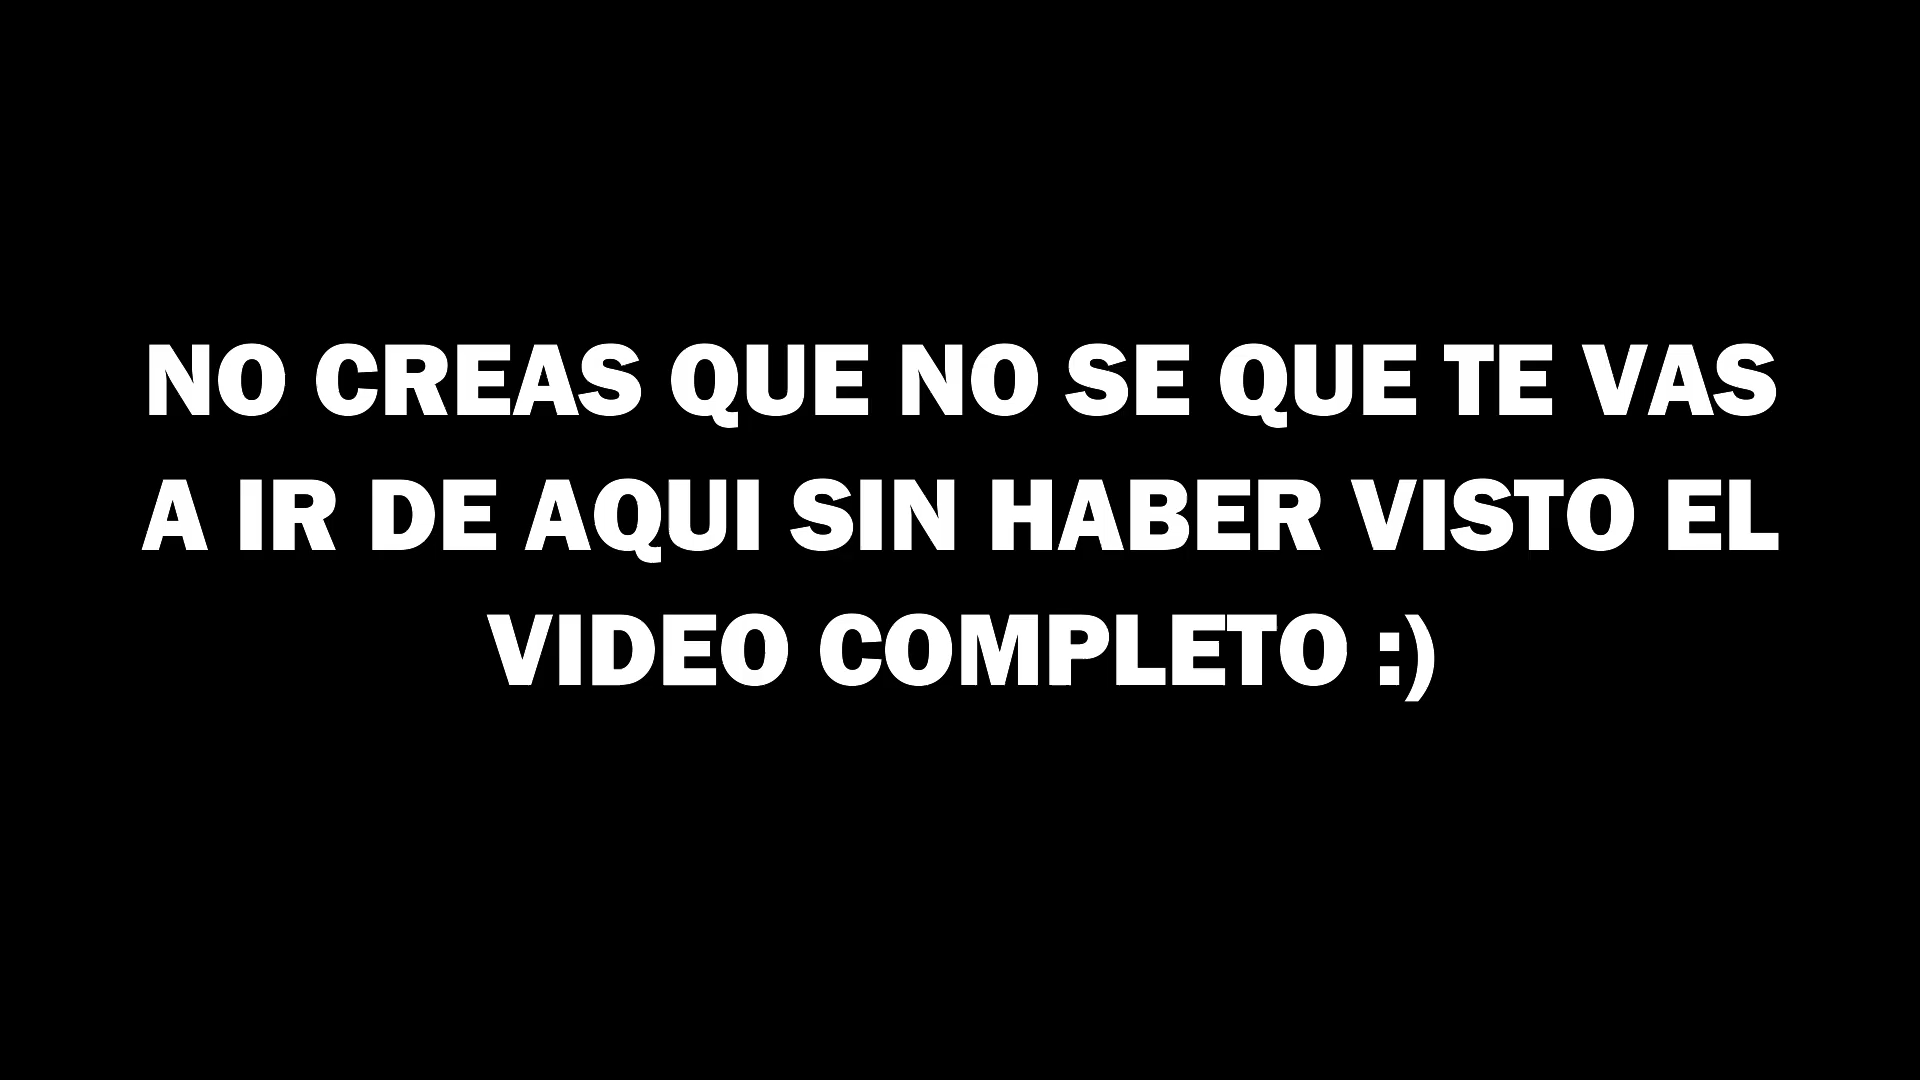 NO CREAS QUE NO SE QUE TE VAS
A IR DE AQUI SIN HABER VISTO EL
VIDEO COMPLETO :)